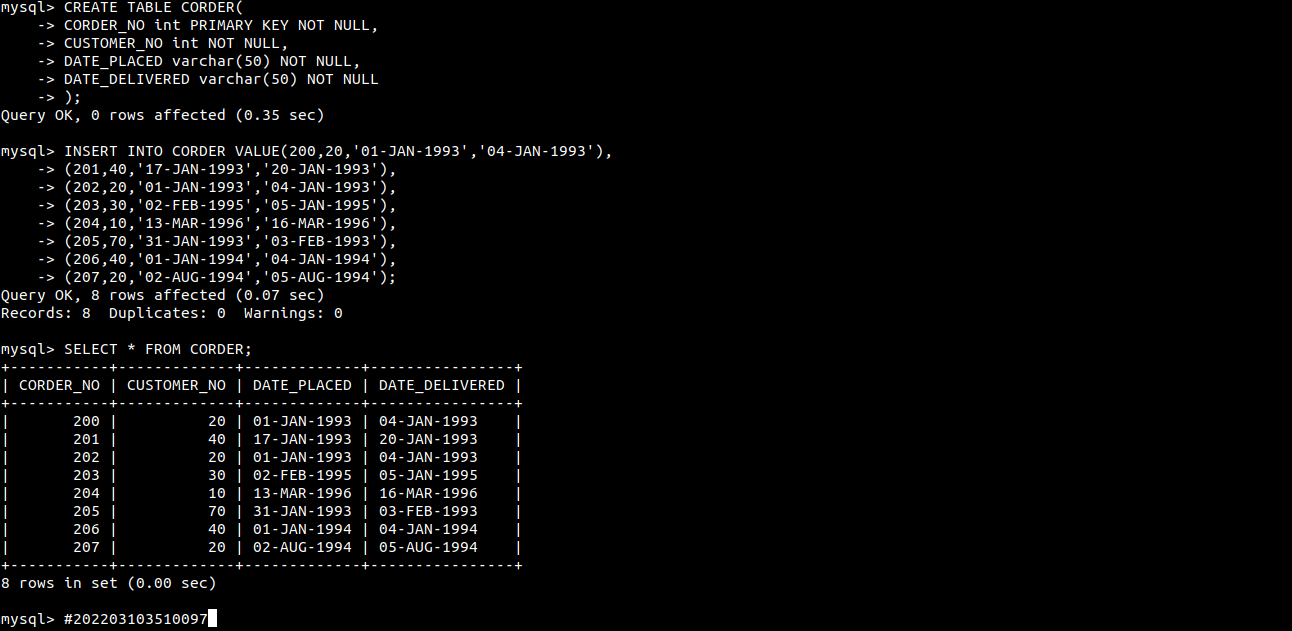 mysql> CREATE TABLE CORDER(
    -> CORDER_NO int PRIMARY KEY NOT NULL,
    -> CUSTOMER_NO int NOT NULL,
    -> DATE_PLACED varchar(50) NOT NULL,
    -> DATE_DELIVERED varchar(50) NOT NULL
    -> );
Query OK, 0 rows affected (0.35 sec)

mysql> INSERT INTO CORDER VALUE(200,20,'01-JAN-1993','04-JAN-1993'),
    -> (201,40,'17-JAN-1993','20-JAN-1993'),
    -> (202,20,'01-JAN-1993','04-JAN-1993'),
    -> (203,30,'02-FEB-1995','05-JAN-1995'),
    -> (204,10,'13-MAR-1996','16-MAR-1996'),
    -> (205,70,'31-JAN-1993','03-FEB-1993'),
    -> (206,40,'01-JAN-1994','04-JAN-1994'),
    -> (207,20,'02-AUG-1994','05-AUG-1994');
Query OK, 8 rows affected (0.07 sec)
Records: 8  Duplicates: 0  Warnings: 0

mysql> SELECT * FROM CORDER;
+-----------+-------------+-------------+----------------+
| CORDER_NO | CUSTOMER_NO | DATE_PLACED | DATE_DELIVERED |
+-----------+-------------+-------------+----------------+
|       200 |          20 | 01-JAN-1993 | 04-JAN-1993    |
|       201 |          40 | 17-JAN-1993 | 20-JAN-1993    |
|       202 |          20 | 01-JAN-1993 | 04-JAN-1993    |
|       203 |          30 | 02-FEB-1995 | 05-JAN-1995    |
|       204 |          10 | 13-MAR-1996 | 16-MAR-1996    |
|       205 |          70 | 31-JAN-1993 | 03-FEB-1993    |
|       206 |          40 | 01-JAN-1994 | 04-JAN-1994    |
|       207 |          20 | 02-AUG-1994 | 05-AUG-1994    |
+-----------+-------------+-------------+----------------+
8 rows in set (0.00 sec)

mysql> #202203103510097